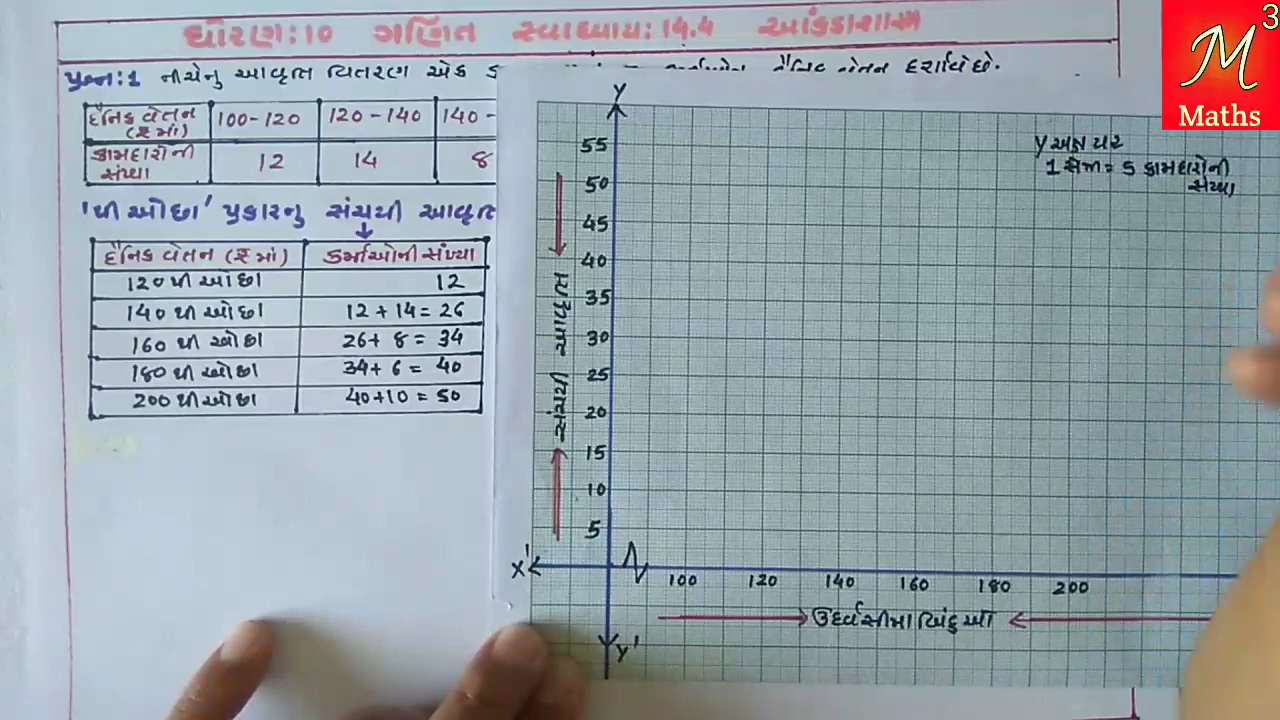 ધોરણ:10 ગણિત સ્વાધ્યાય:14.4 આંકડાશાસ્ત્ર
M³
Maths
પ્રશ્ન:1 નીચેનુ આવૃત્તિ વિતરણ એક દૈનિક વેતન દર્શાવે છે.
દૈનિક વેતન (₹ માં) 100-120 120-140 140-
કામદારોની સંખ્યા 12 14 8
'થી ઓછા' પ્રકારનુ સંચયી આવૃત્તિ
દૈનિક વેતન (₹ માં) કર્મીઓની સંખ્યા
120 થી ઓછા 12
140 થી ઓછા 12+14=26
160 થી ઓછા 26+8=34
180 થી ઓછા 34+6=40
200 થી ઓછા 40+10=50
Y
Y અક્ષ પર
1 સેમી= 5 કામદારોની
સંખ્યા
55
50
45
40
35
30
25
20
15
10
5
X'
100 120 140 160 180 200
ઉર્ધ્વસીમા બિંદુઓ
Y'